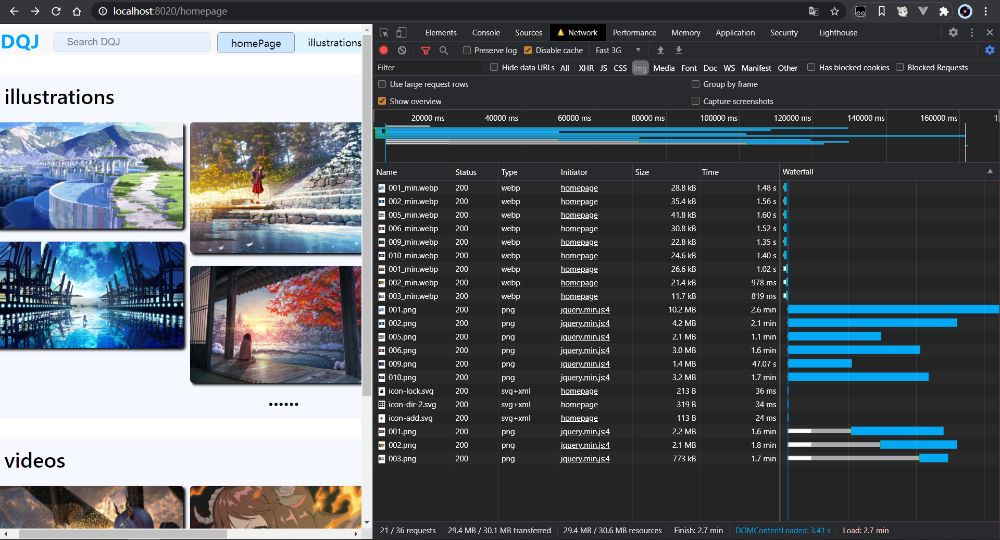 localhost:8020/homepage
DQJ
Search DQJ
homePage
illustrations
illustrations
••••••
videos
Elements
Console
Sources
Network
Performance
Memory
Application
Security
Lighthouse
Preserve log
Disable cache
Fast 3G
Filter
Hide data URLs
All
XHR
JS
CSS
Img
Media
Font
Doc
WS
Manifest
Other
Has blocked cookies
Blocked Requests
Use large request rows
Group by frame
Show overview
Capture screenshots
20000 ms
40000 ms
60000 ms
80000 ms
100000 ms
120000 ms
140000 ms
160000 ms
1
Name Status Type Initiator Size Time Waterfall
001_min.webp 200 webp homepage 28.8 kB 1.48 s
002_min.webp 200 webp homepage 35.4 kB 1.56 s
005_min.webp 200 webp homepage 41.8 kB 1.60 s
006_min.webp 200 webp homepage 30.8 kB 1.52 s
009_min.webp 200 webp homepage 22.8 kB 1.35 s
010_min.webp 200 webp homepage 24.6 kB 1.40 s
001_min.webp 200 webp homepage 26.6 kB 1.02 s
002_min.webp 200 webp homepage 21.4 kB 978 ms
003_min.webp 200 webp homepage 11.7 kB 819 ms
001.png 200 png jquery.min.js:4 10.2 MB 2.6 min
002.png 200 png jquery.min.js:4 4.2 MB 2.1 min
005.png 200 png jquery.min.js:4 2.1 MB 1.1 min
006.png 200 png jquery.min.js:4 3.0 MB 1.6 min
009.png 200 png jquery.min.js:4 1.4 MB 47.07 s
010.png 200 png jquery.min.js:4 3.2 MB 1.7 min
icon-lock.svg 200 svg+xml homepage 213 B 36 ms
icon-dir-2.svg 200 svg+xml homepage 319 B 34 ms
icon-add.svg 200 svg+xml homepage 113 B 24 ms
001.png 200 png jquery.min.js:4 2.2 MB 1.6 min
002.png 200 png jquery.min.js:4 2.1 MB 1.8 min
003.png 200 png jquery.min.js:4 773 kB 1.7 min
21 / 36 requests
29.4 MB / 30.1 MB transferred
29.4 MB / 30.6 MB resources
Finish: 2.7 min
DOMContentLoaded: 3.41 s
Load: 2.7 min